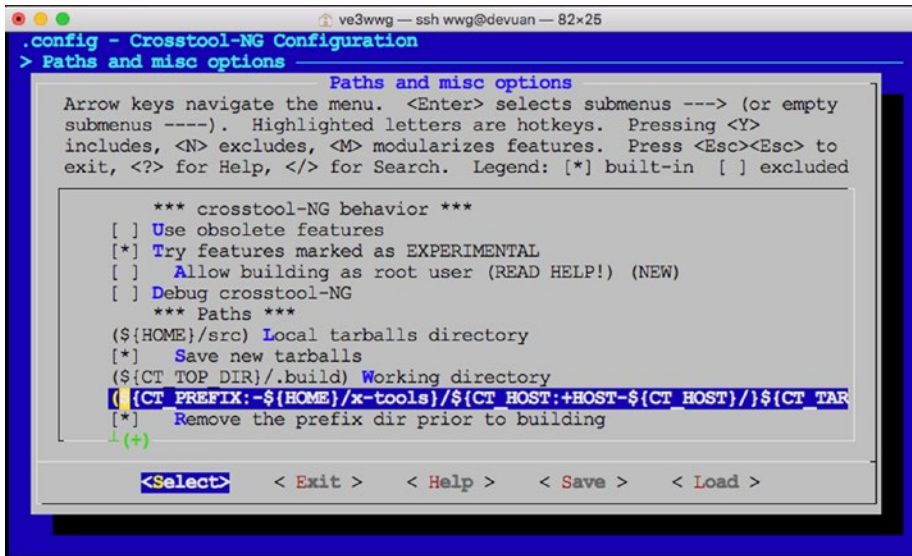 ve3wwg — ssh wwg@devuan — 82×25
.config - Crosstool-NG Configuration
> Paths and misc options
Paths and misc options
Arrow keys navigate the menu.  <Enter> selects submenus ---> (or empty
submenus ----).  Highlighted letters are hotkeys.  Pressing <Y>
includes, <N> excludes, <M> modularizes features.  Press <Esc><Esc> to
exit, <?> for Help, </> for Search.  Legend: [*] built-in  [ ] excluded
*** crosstool-NG behavior ***
[ ] Use obsolete features
[*] Try features marked as EXPERIMENTAL
[ ]   Allow building as root user (READ HELP!) (NEW)
[ ] Debug crosstool-NG
*** Paths ***
(${HOME}/src) Local tarballs directory
[*]   Save new tarballs
(${CT_TOP_DIR}/.build) Working directory
(${CT_PREFIX:-${HOME}/x-tools}/${CT_HOST:+HOST-${CT_HOST}/}${CT_TAR
[*]   Remove the prefix dir prior to building
(+)
<Select>    < Exit >    < Help >    < Save >    < Load >